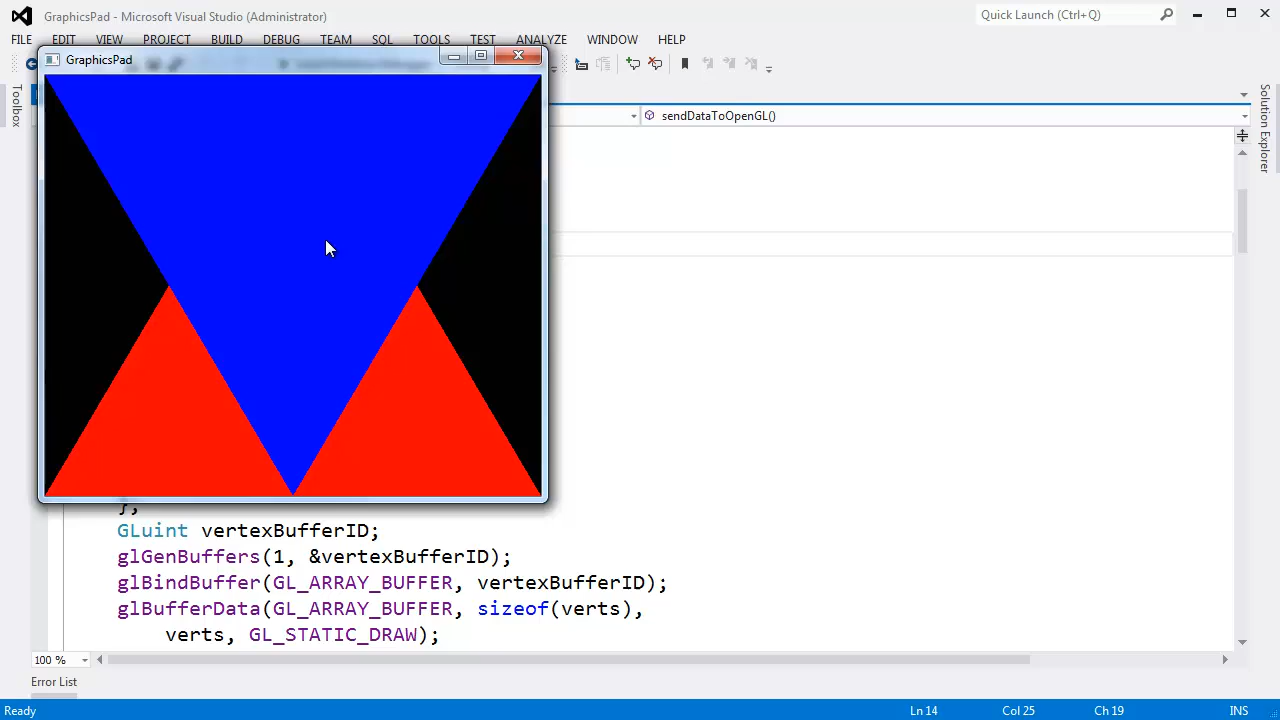 GraphicsPad - Microsoft Visual Studio (Administrator)
Quick Launch (Ctrl+Q)
FILE EDIT VIEW PROJECT BUILD DEBUG TEAM SQL TOOLS TEST ANALYZE WINDOW HELP
GraphicsPad
Toolbox
sendDataToOpenGL()
Solution Explorer
};
GLuint vertexBufferID;
glGenBuffers(1, &vertexBufferID);
glBindBuffer(GL_ARRAY_BUFFER, vertexBufferID);
glBufferData(GL_ARRAY_BUFFER, sizeof(verts),
verts, GL_STATIC_DRAW);
100 %
Error List
Ready Ln 14 Col 25 Ch 19 INS